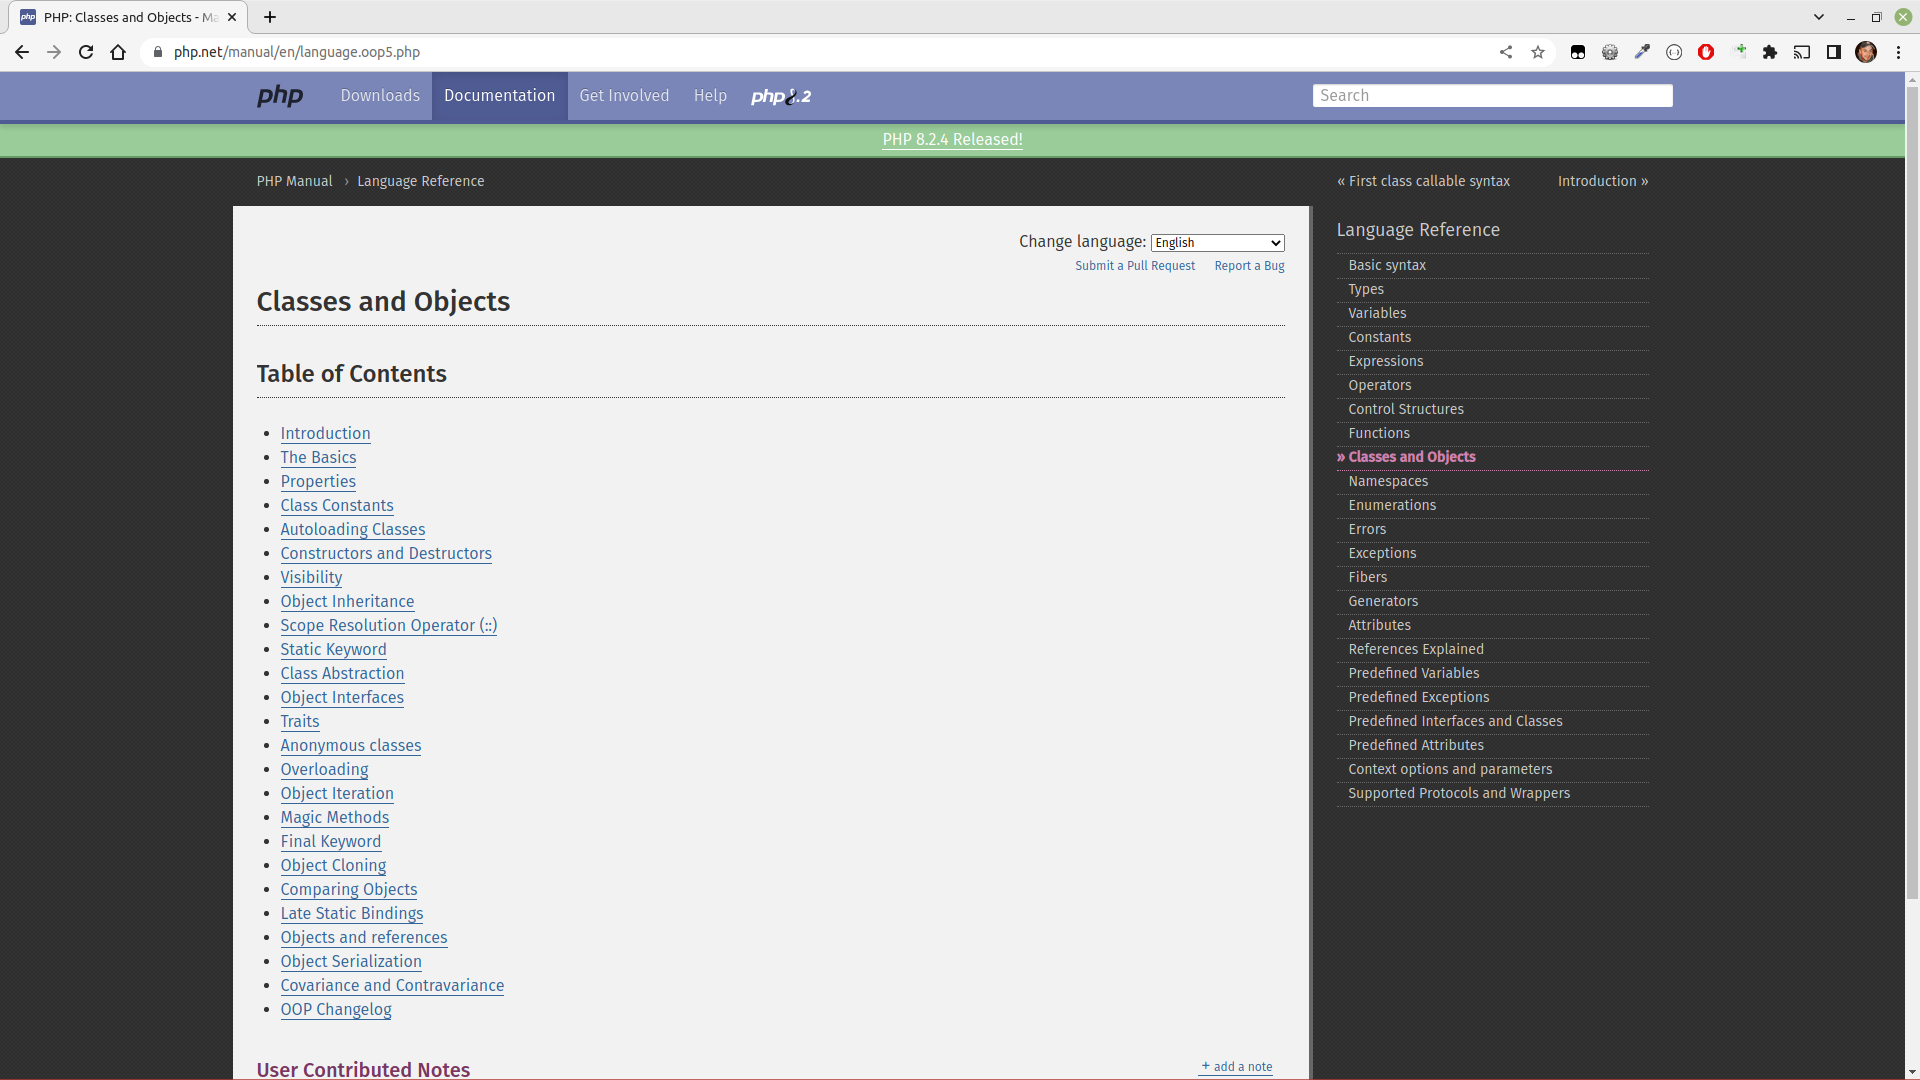 PHP: Classes and Objects - Ma
php.net/manual/en/language.oop5.php
php
Downloads
Documentation
Get Involved
Help
php8.2
Search
PHP 8.2.4 Released!
PHP Manual › Language Reference
« First class callable syntax
Introduction »
Change language: English
Submit a Pull Request
Report a Bug
Classes and Objects
Table of Contents
Introduction
The Basics
Properties
Class Constants
Autoloading Classes
Constructors and Destructors
Visibility
Object Inheritance
Scope Resolution Operator (::)
Static Keyword
Class Abstraction
Object Interfaces
Traits
Anonymous classes
Overloading
Object Iteration
Magic Methods
Final Keyword
Object Cloning
Comparing Objects
Late Static Bindings
Objects and references
Object Serialization
Covariance and Contravariance
OOP Changelog
User Contributed Notes
+ add a note
Language Reference
Basic syntax
Types
Variables
Constants
Expressions
Operators
Control Structures
Functions
» Classes and Objects
Namespaces
Enumerations
Errors
Exceptions
Fibers
Generators
Attributes
References Explained
Predefined Variables
Predefined Exceptions
Predefined Interfaces and Classes
Predefined Attributes
Context options and parameters
Supported Protocols and Wrappers